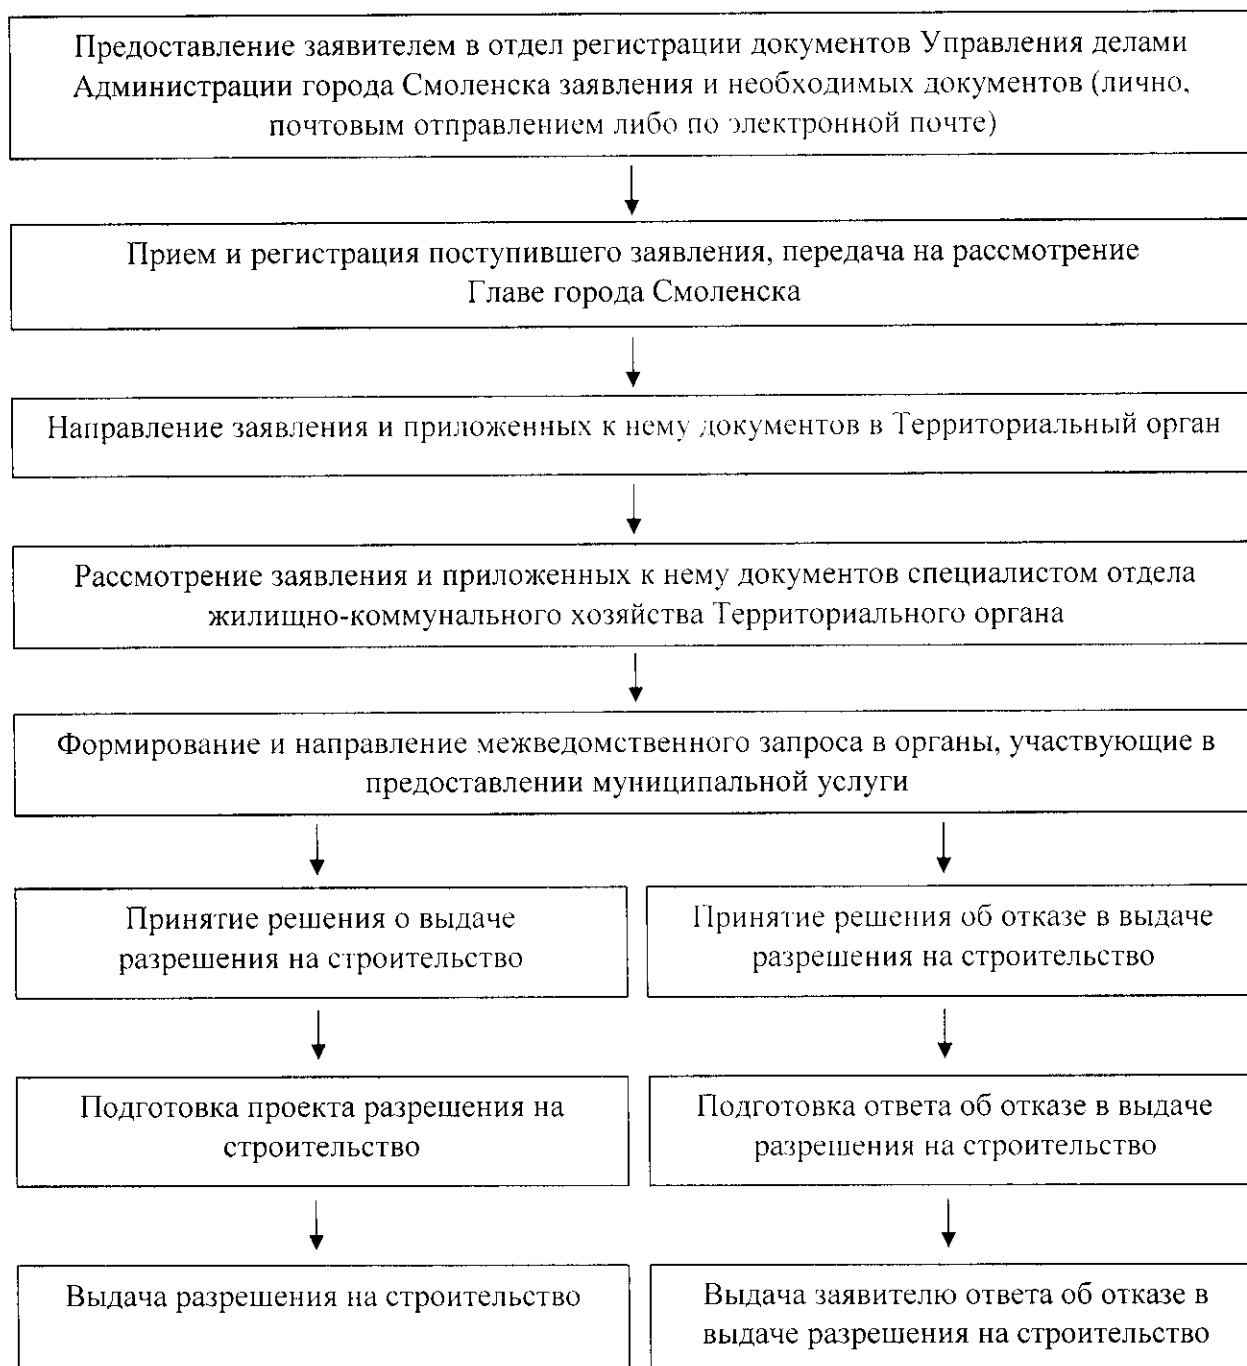 Предоставление заявителем в отдел регистрации документов Управления делами
Администрации города Смоленска заявления и необходимых документов (лично,
почтовым отправлением либо по электронной почте)
Прием и регистрация поступившего заявления, передача на рассмотрение
Главе города Смоленска
Направление заявления и приложенных к нему документов в Территориальный орган
Рассмотрение заявления и приложенных к нему документов специалистом отдела
жилищно-коммунального хозяйства Территориального органа
Формирование и направление межведомственного запроса в органы, участвующие в
предоставлении муниципальной услуги
Принятие решения о выдаче
разрешения на строительство
Принятие решения об отказе в выдаче
разрешения на строительство
Подготовка проекта разрешения на
строительство
Подготовка ответа об отказе в выдаче
разрешения на строительство
Выдача разрешения на строительство
Выдача заявителю ответа об отказе в
выдаче разрешения на строительство